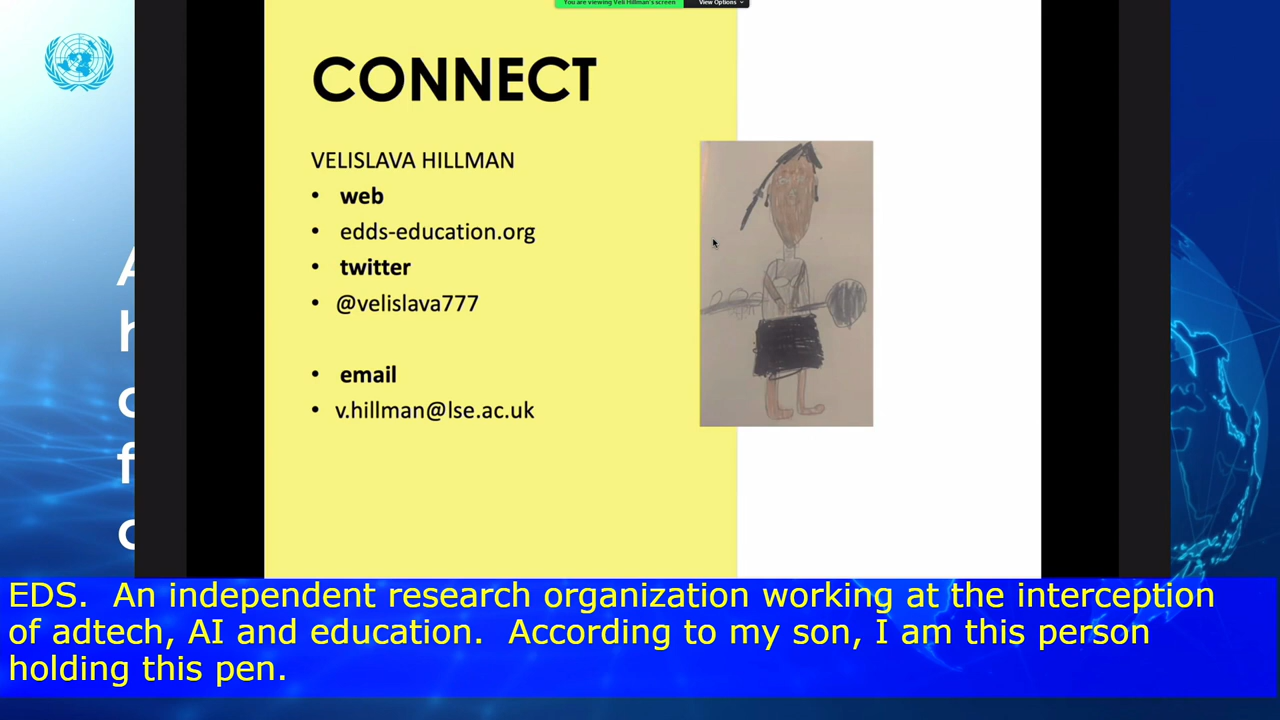 You are viewing Veli Hillman's screen View Options
CONNECT
VELISLAVA HILLMAN
• web
• edds-education.org
• twitter
• @velislava777
• email
• v.hillman@lse.ac.uk
EDS. An independent research organization working at the interception
of adtech, AI and education. According to my son, I am this person
holding this pen.